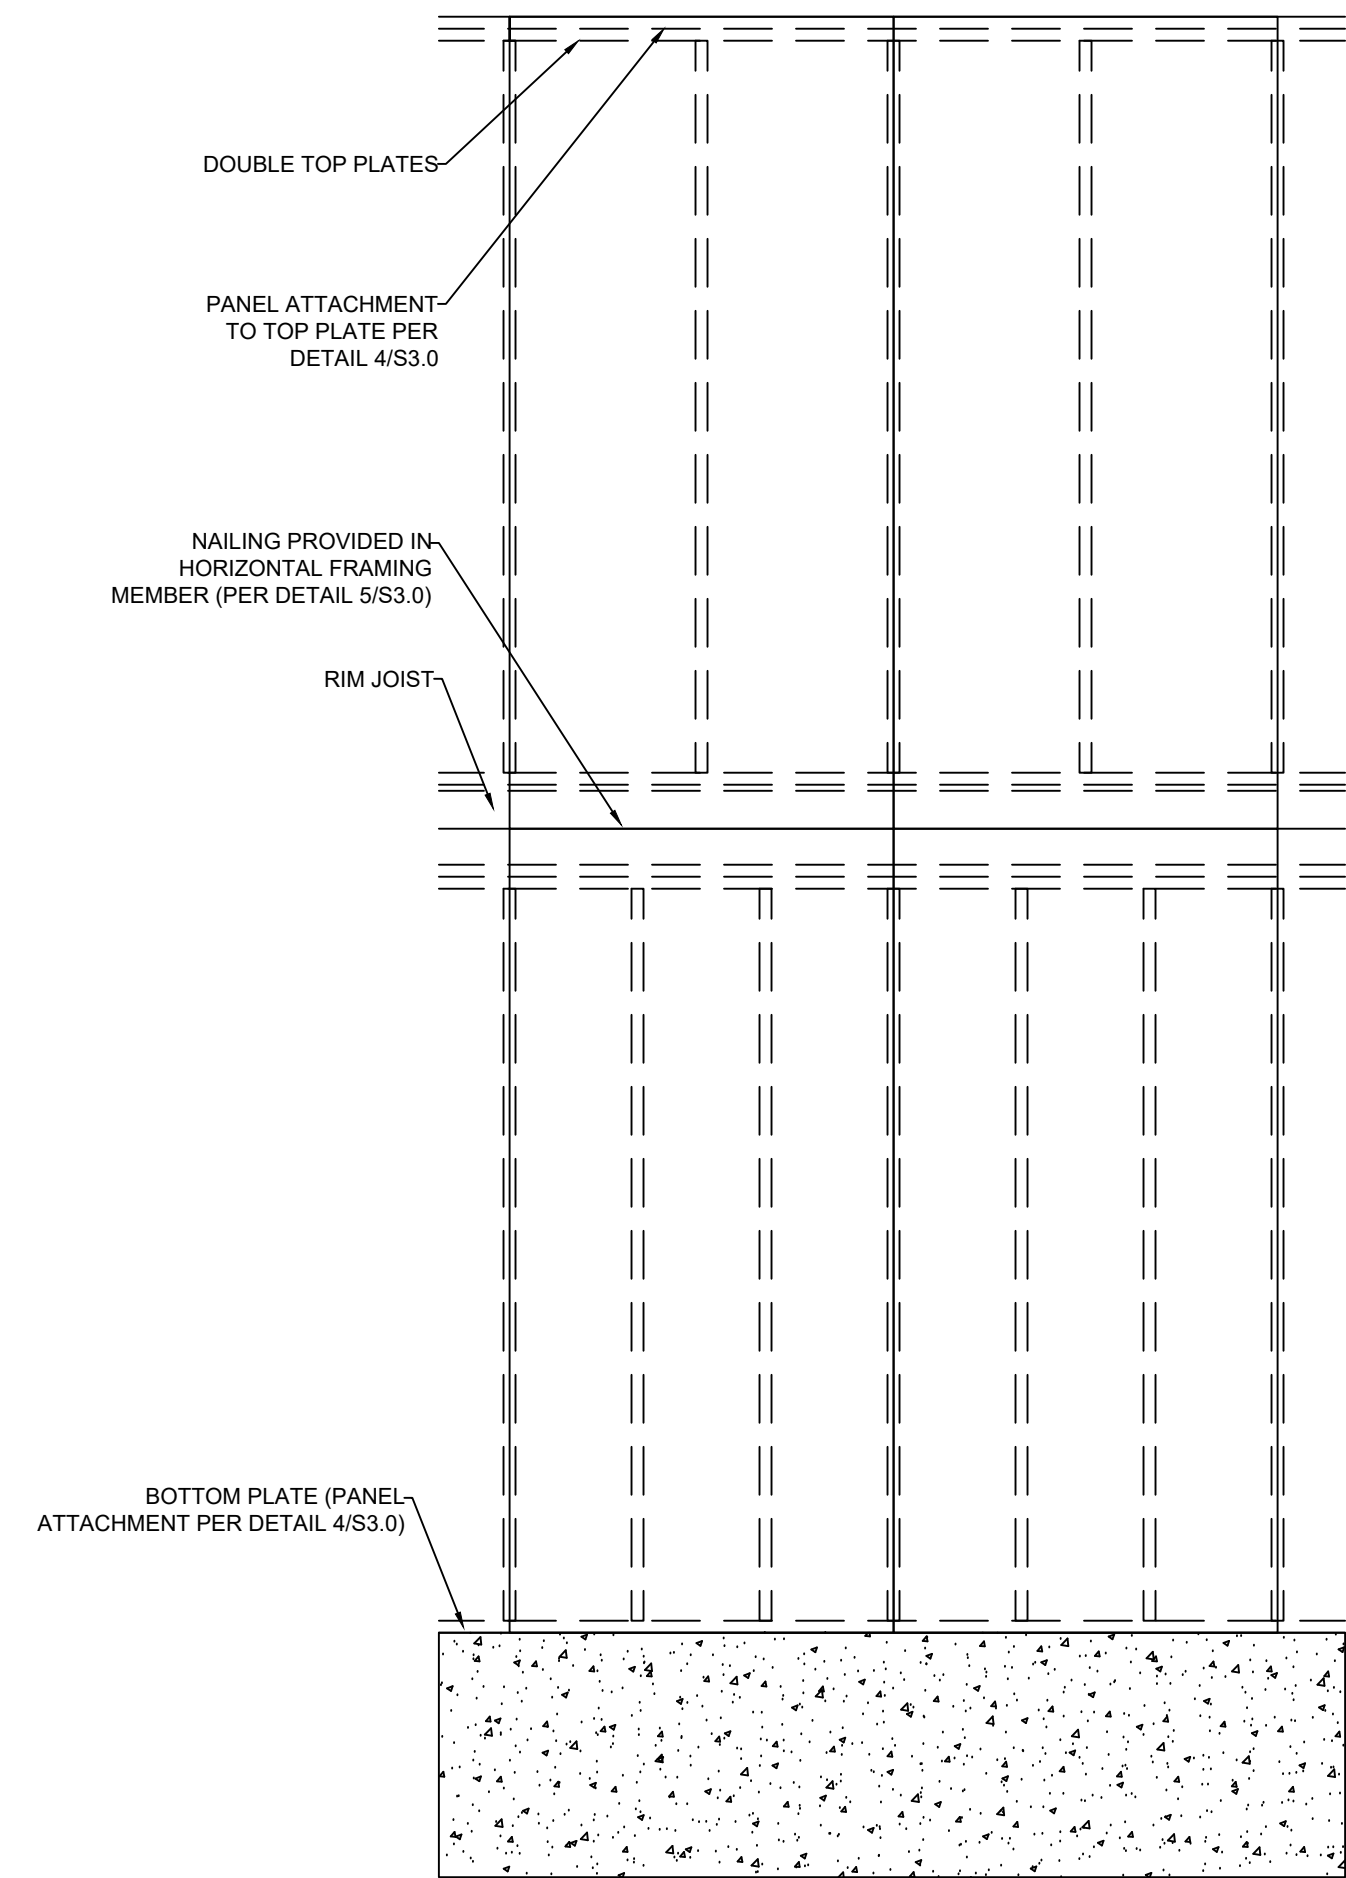 DOUBLE TOP PLATES
PANEL ATTACHMENT
TO TOP PLATE PER
DETAIL 4/S3.0
NAILING PROVIDED IN
HORIZONTAL FRAMING
MEMBER (PER DETAIL 5/S3.0)
RIM JOIST
BOTTOM PLATE (PANEL
ATTACHMENT PER DETAIL 4/S3.0)